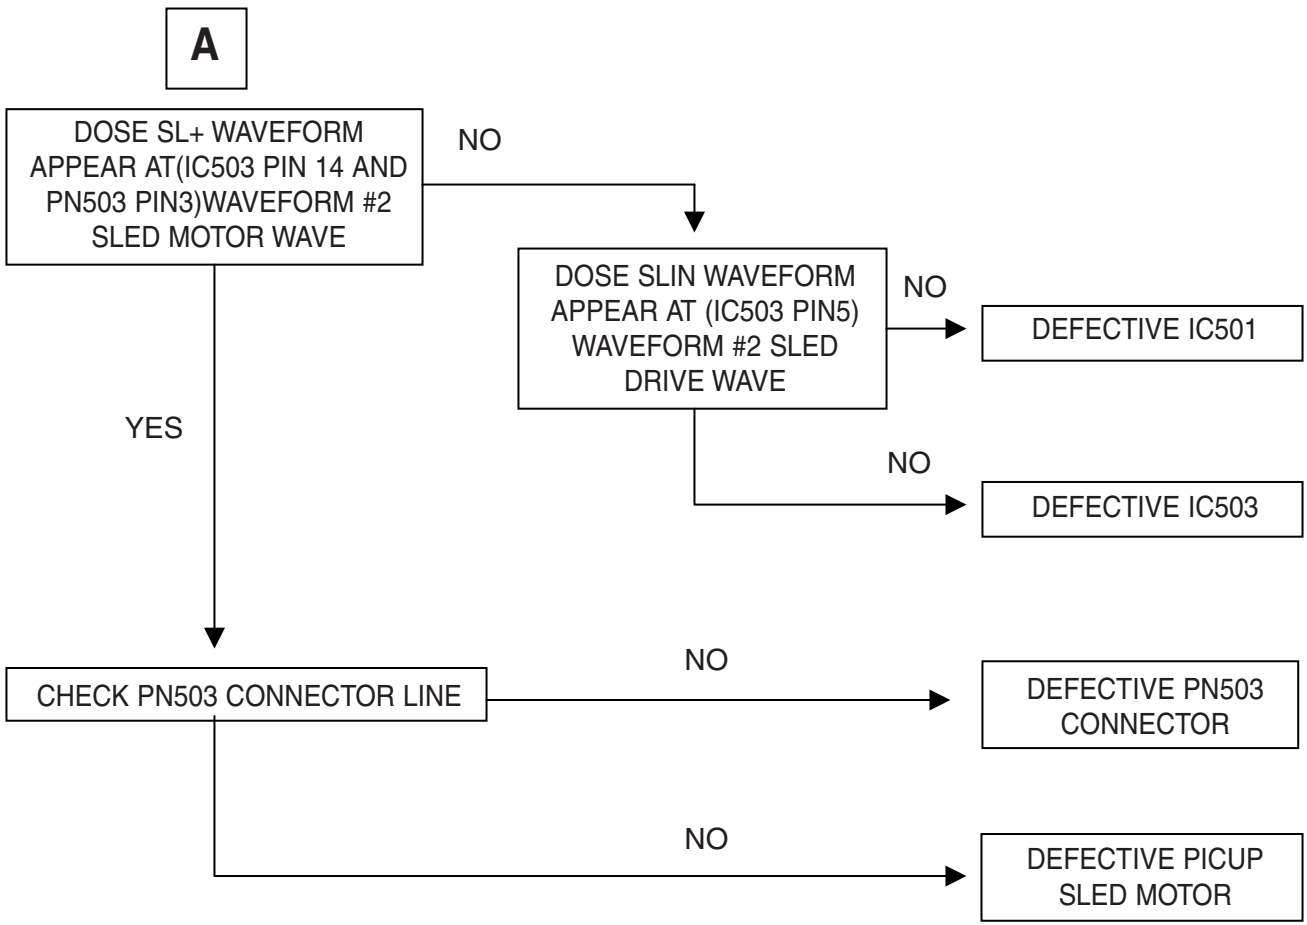 A
DOSE SL+ WAVEFORM
APPEAR AT(IC503 PIN 14 AND
PN503 PIN3)WAVEFORM #2
SLED MOTOR WAVE
NO
DOSE SLIN WAVEFORM
APPEAR AT (IC503 PIN5)
WAVEFORM #2 SLED
DRIVE WAVE
NO
DEFECTIVE IC501
YES
NO
DEFECTIVE IC503
CHECK PN503 CONNECTOR LINE
NO
DEFECTIVE PN503
CONNECTOR
NO
DEFECTIVE PICUP
SLED MOTOR